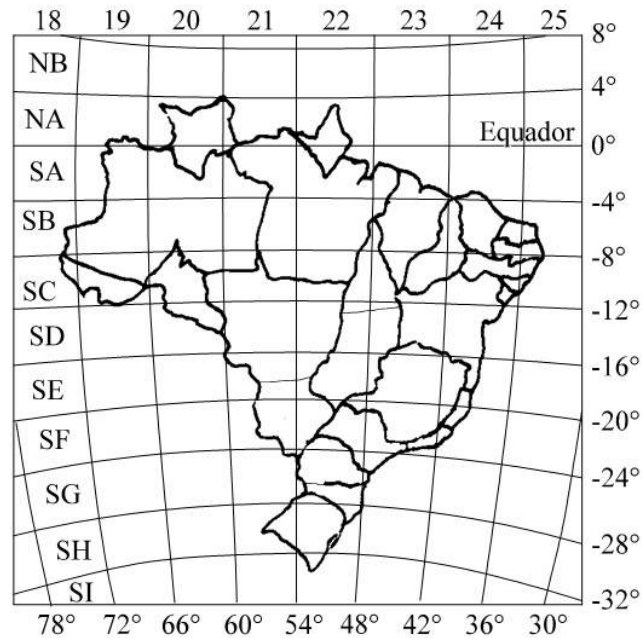 18 19 20 21 22 23 24 25
8°
NB
4°
NA
Equador 0°
SA
-4°
SB
-8°
SC
-12°
SD
-16°
SE
-20°
SF
-24°
SG
-28°
SH
SI
-32°
78° 72° 66° 60° 54° 48° 42° 36° 30°